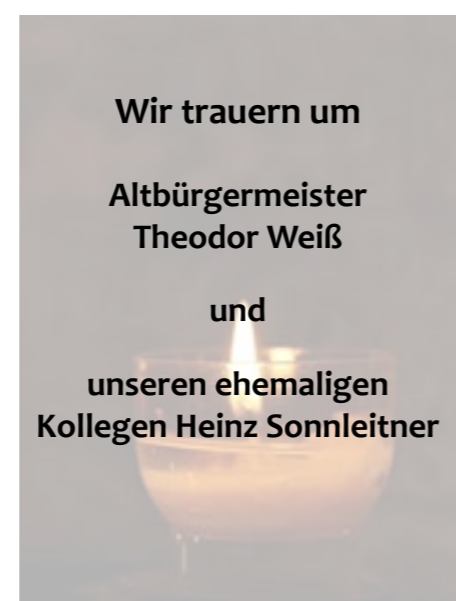 Wir trauern um
Altbürgermeister
Theodor Weiß
und
unseren ehemaligen
Kollegen Heinz Sonnleitner